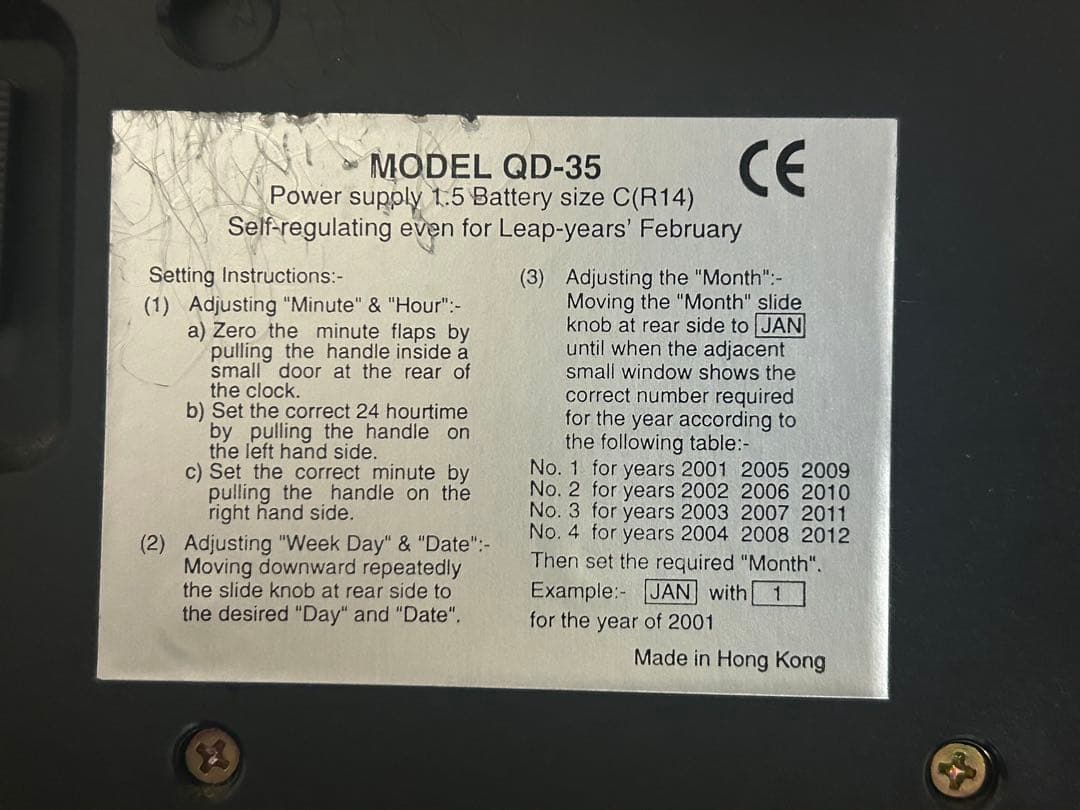 MODEL QD-35
CE
Power supply 1.5 Battery size C(R14)
Self-regulating even for Leap-years' February
Setting Instructions:-
(1) Adjusting "Minute" & "Hour":-
a) Zero the minute flaps by
pulling the handle inside a
small door at the rear of
the clock.
b) Set the correct 24 hourtime
by pulling the handle on
the left hand side.
c) Set the correct minute by
pulling the handle on the
right hand side.
(2) Adjusting "Week Day" & "Date":-
Moving downward repeatedly
the slide knob at rear side to
the desired "Day" and "Date".
(3) Adjusting the "Month":-
Moving the "Month" slide
knob at rear side to JAN
until when the adjacent
small window shows the
correct number required
for the year according to
the following table:-
No. 1 for years 2001 2005 2009
No. 2 for years 2002 2006 2010
No. 3 for years 2003 2007 2011
No. 4 for years 2004 2008 2012
Then set the required "Month".
Example:- JAN with 1
for the year of 2001
Made in Hong Kong